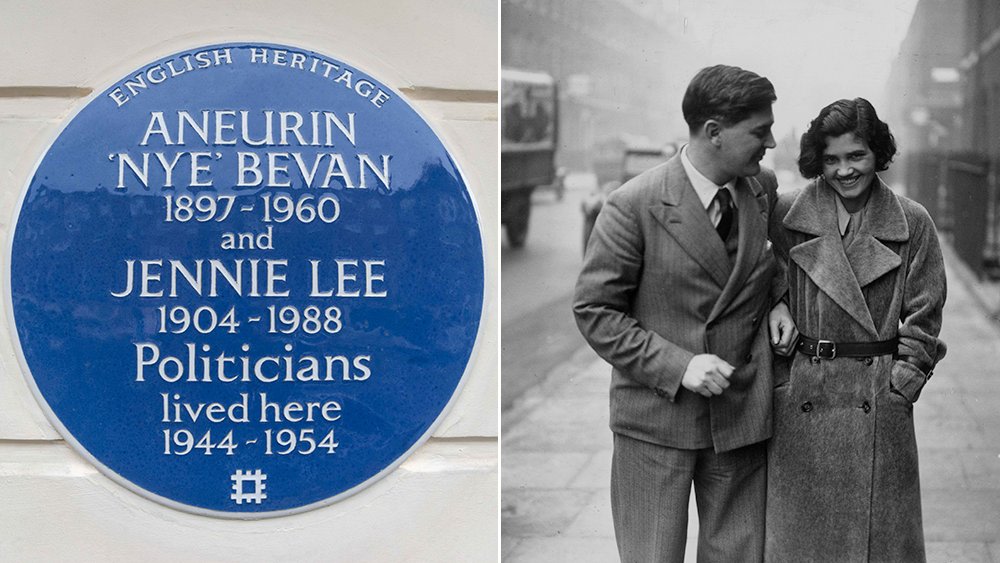 ENGLISH HERITAGE
ANEURIN
'NYE' BEVAN
1897-1960
and
JENNIE LEE
1904-1988
Politicians
lived here
1944-1954